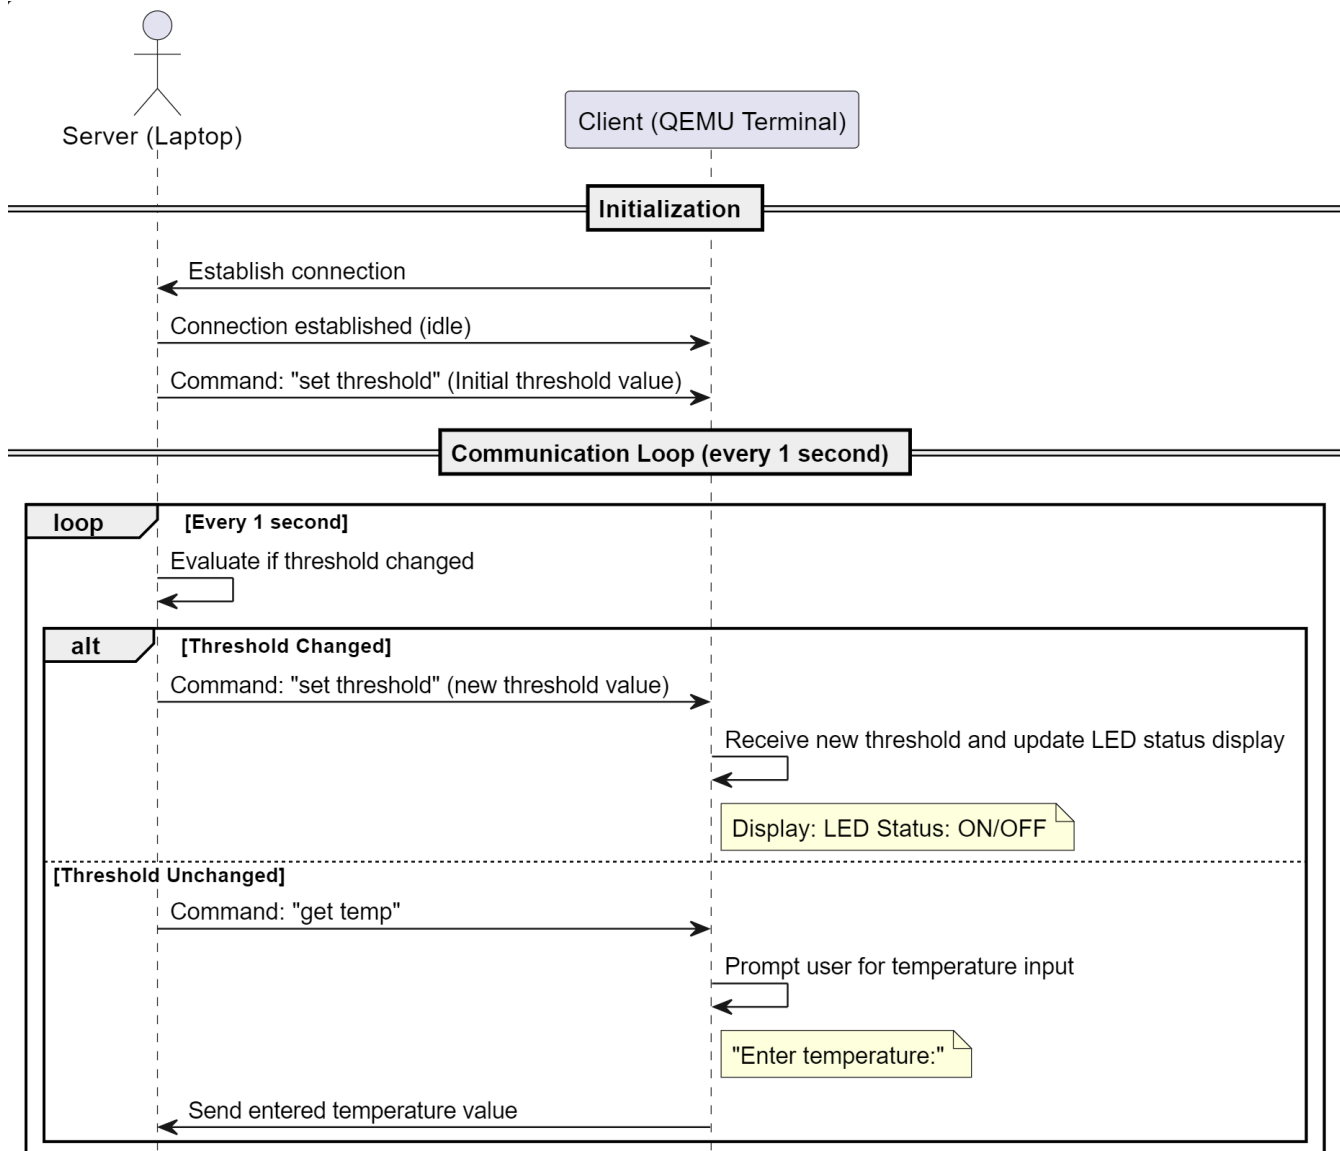 Server (Laptop)
Client (QEMU Terminal)
Initialization
Establish connection
Connection established (idle)
Command: "set threshold" (Initial threshold value)
Communication Loop (every 1 second)
loop
[Every 1 second]
Evaluate if threshold changed
alt
[Threshold Changed]
Command: "set threshold" (new threshold value)
Receive new threshold and update LED status display
Display: LED Status: ON/OFF
[Threshold Unchanged]
Command: "get temp"
Prompt user for temperature input
"Enter temperature:"
Send entered temperature value